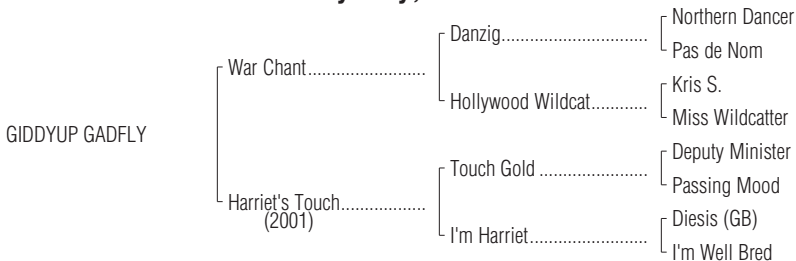 Northern Dancer
Danzig..............................
Pas de Nom
War Chant........................
Kris S.
Hollywood Wildcat............
Miss Wildcatter
GIDDYUP GADFLY
Deputy Minister
Touch Gold ......................
Passing Mood
Harriet's Touch.................
(2001)
Diesis (GB)
I'm Harriet........................
I'm Well Bred